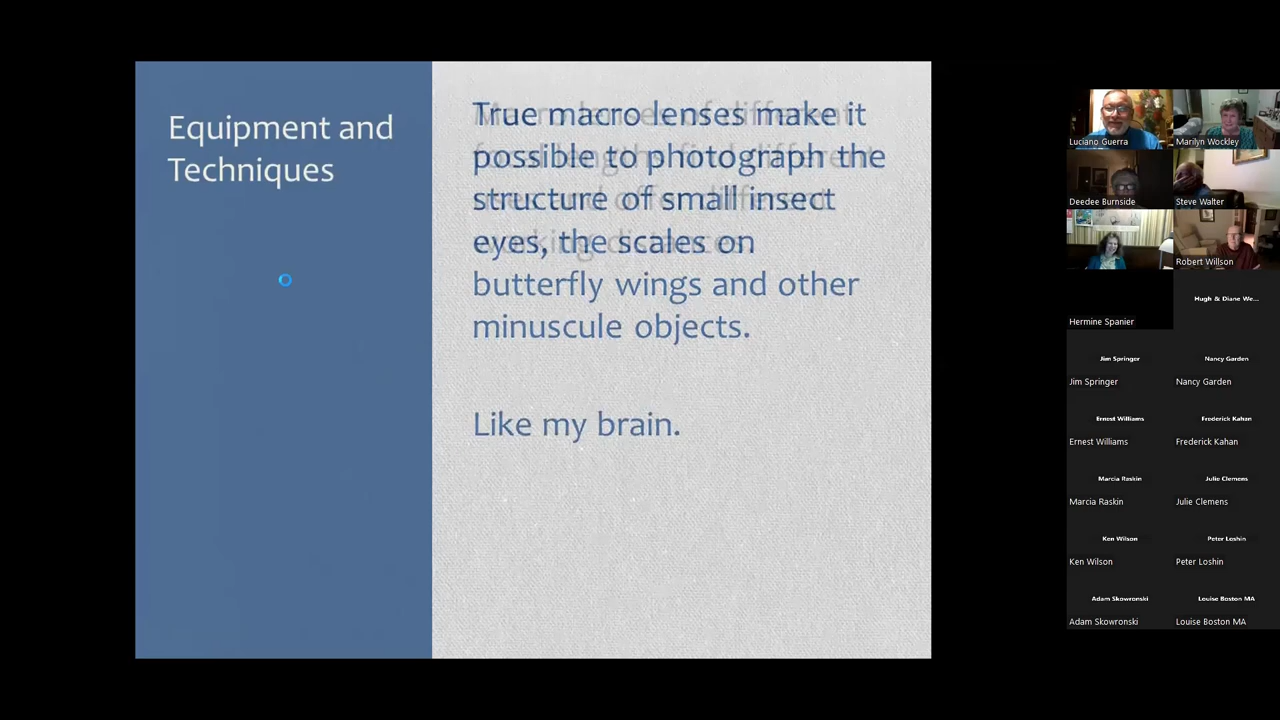 Equipment and
Techniques
True macro lenses make it
possible to photograph the
structure of small insect
eyes, the scales on
butterfly wings and other
minuscule objects.
Like my brain.
Luciano Guerra
Marilyn Wockley
Deedee Burnside
Steve Walter
Robert Willson
Hermine Spanier
Hugh & Diane We...
Jim Springer
Jim Springer
Nancy Garden
Nancy Garden
Ernest Williams
Ernest Williams
Frederick Kahan
Frederick Kahan
Marcia Raskin
Marcia Raskin
Julie Clemens
Julie Clemens
Ken Wilson
Ken Wilson
Peter Loshin
Peter Loshin
Adam Skowronski
Adam Skowronski
Louise Boston MA
Louise Boston MA